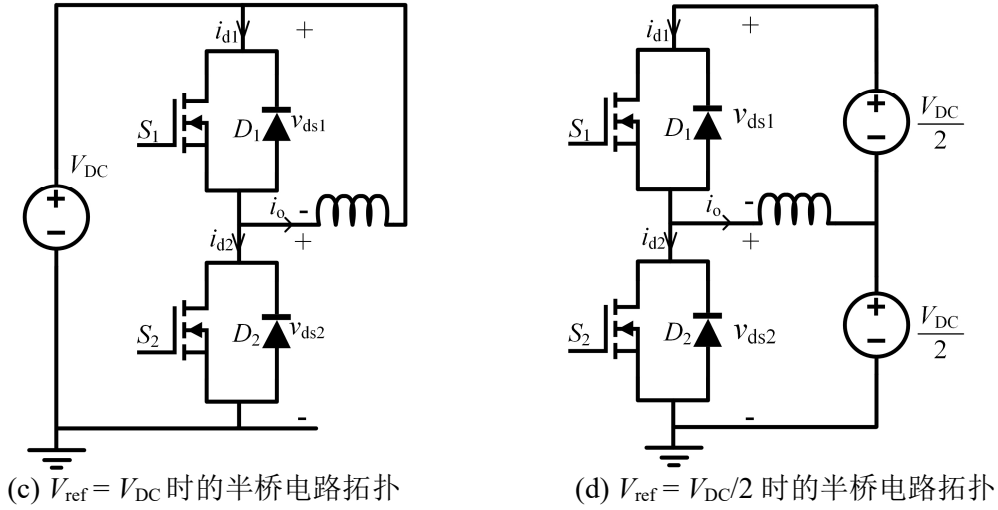 i_d1
+
S_1
D_1
v_ds1
V_DC
+
−
i_o
-
+
i_d2
S_2
D_2
v_ds2
-
(c) V_ref = V_DC 时的半桥电路拓扑
i_d1
+
S_1
D_1
v_ds1
+
−
V_DC
2
i_o
-
+
i_d2
S_2
D_2
v_ds2
+
−
V_DC
2
-
(d) V_ref = V_DC/2 时的半桥电路拓扑